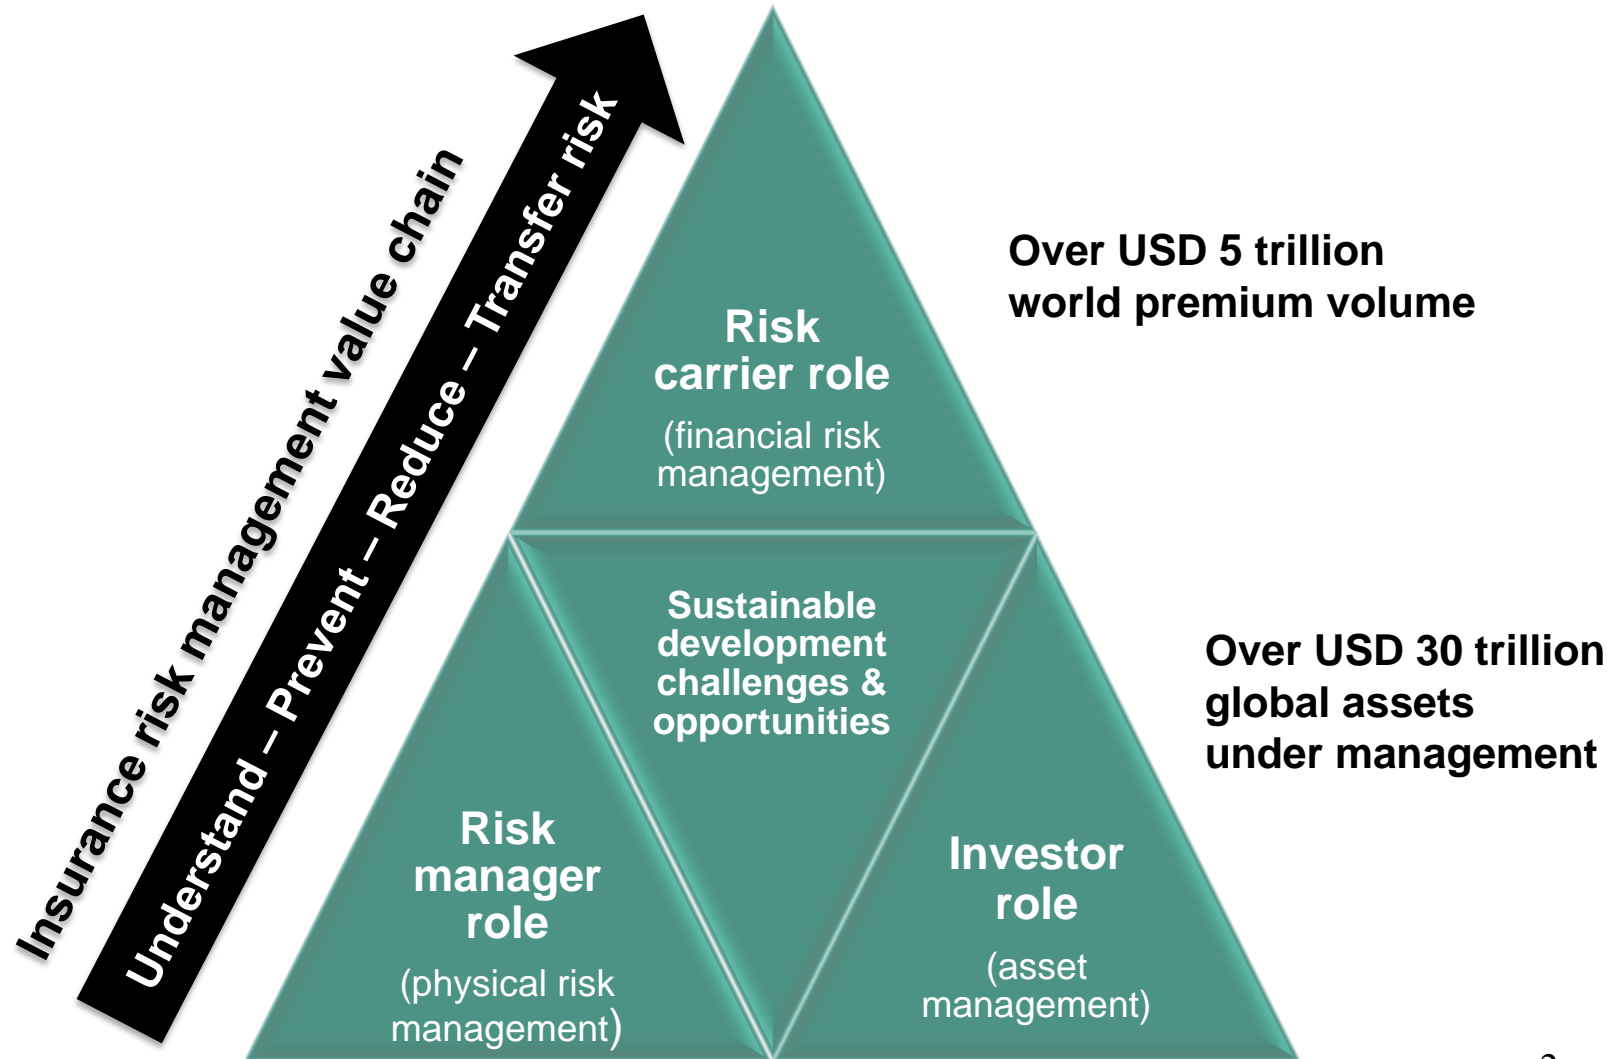 Insurance risk management value chain
Understand – Prevent – Reduce – Transfer risk
Risk
carrier role
(financial risk
management)
Over USD 5 trillion
world premium volume
Sustainable
development
challenges &
opportunities
Over USD 30 trillion
global assets
under management
Risk
manager
role
(physical risk
management)
Investor
role
(asset
management)